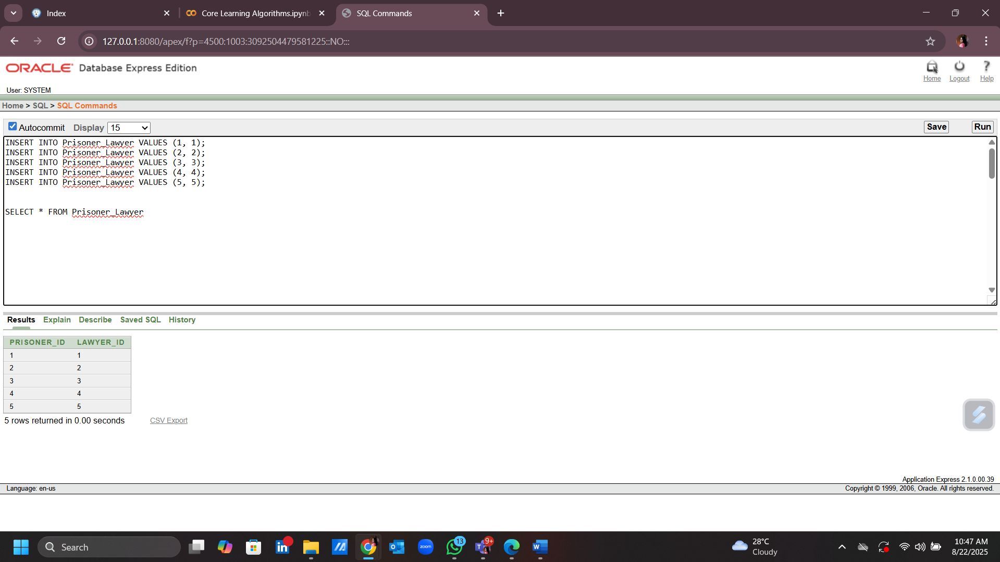 Index
Core Learning Algorithms.ipynb
SQL Commands
127.0.0.1:8080/apex/f?p=4500:1003:3092504479581225::NO:::
ORACLE Database Express Edition
Home
Logout
Help
User: SYSTEM
Home > SQL > SQL Commands
Autocommit Display 15
Save
Run
INSERT INTO Prisoner_Lawyer VALUES (1, 1);
INSERT INTO Prisoner_Lawyer VALUES (2, 2);
INSERT INTO Prisoner_Lawyer VALUES (3, 3);
INSERT INTO Prisoner_Lawyer VALUES (4, 4);
INSERT INTO Prisoner_Lawyer VALUES (5, 5);
SELECT * FROM Prisoner_Lawyer
Results Explain Describe Saved SQL History
PRISONER_ID LAWYER_ID
1 1
2 2
3 3
4 4
5 5
5 rows returned in 0.00 seconds
CSV Export
Application Express 2.1.0.00.39
Language: en-us
Copyright © 1999, 2006, Oracle. All rights reserved.
Search
zoom
13
9+
28°C
Cloudy
10:47 AM
8/22/2025